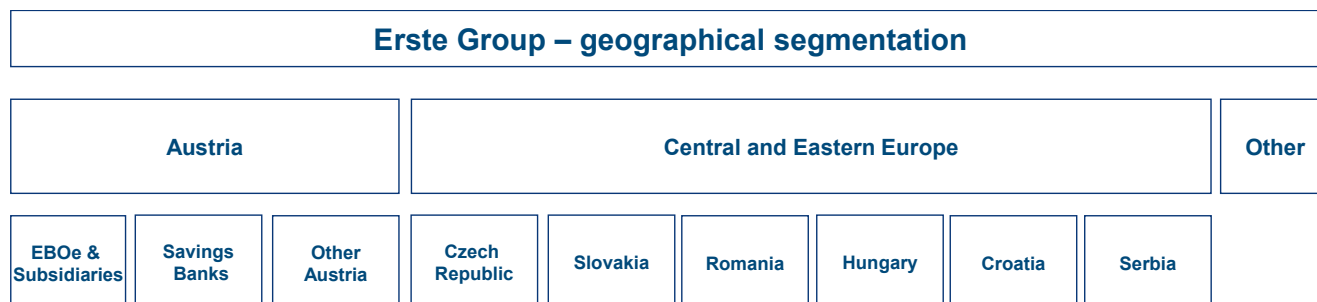 Erste Group – geographical segmentation
Austria
Central and Eastern Europe
Other
EBOe &
Subsidiaries
Savings
Banks
Other
Austria
Czech
Republic
Slovakia
Romania
Hungary
Croatia
Serbia